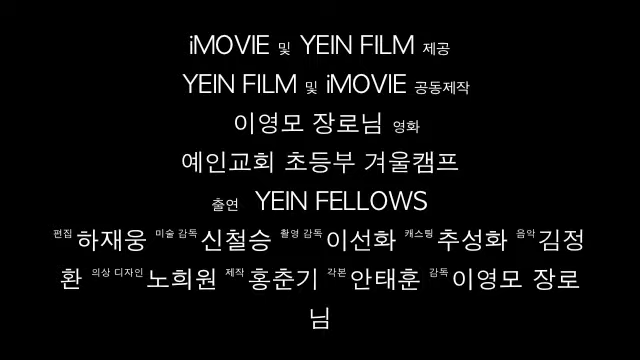 iMOVIE 및 YEIN FILM 제공
YEIN FILM 및 iMOVIE 공동제작
이영모 장로님 영화
예인교회 초등부 겨울캠프
출연 YEIN FELLOWS
편집 하재웅 미술 감독 신철승 촬영 감독 이선화 캐스팅 추성화 음악 김정
환 의상 디자인 노희원 제작 홍춘기 각본 안태훈 감독 이영모 장로
님